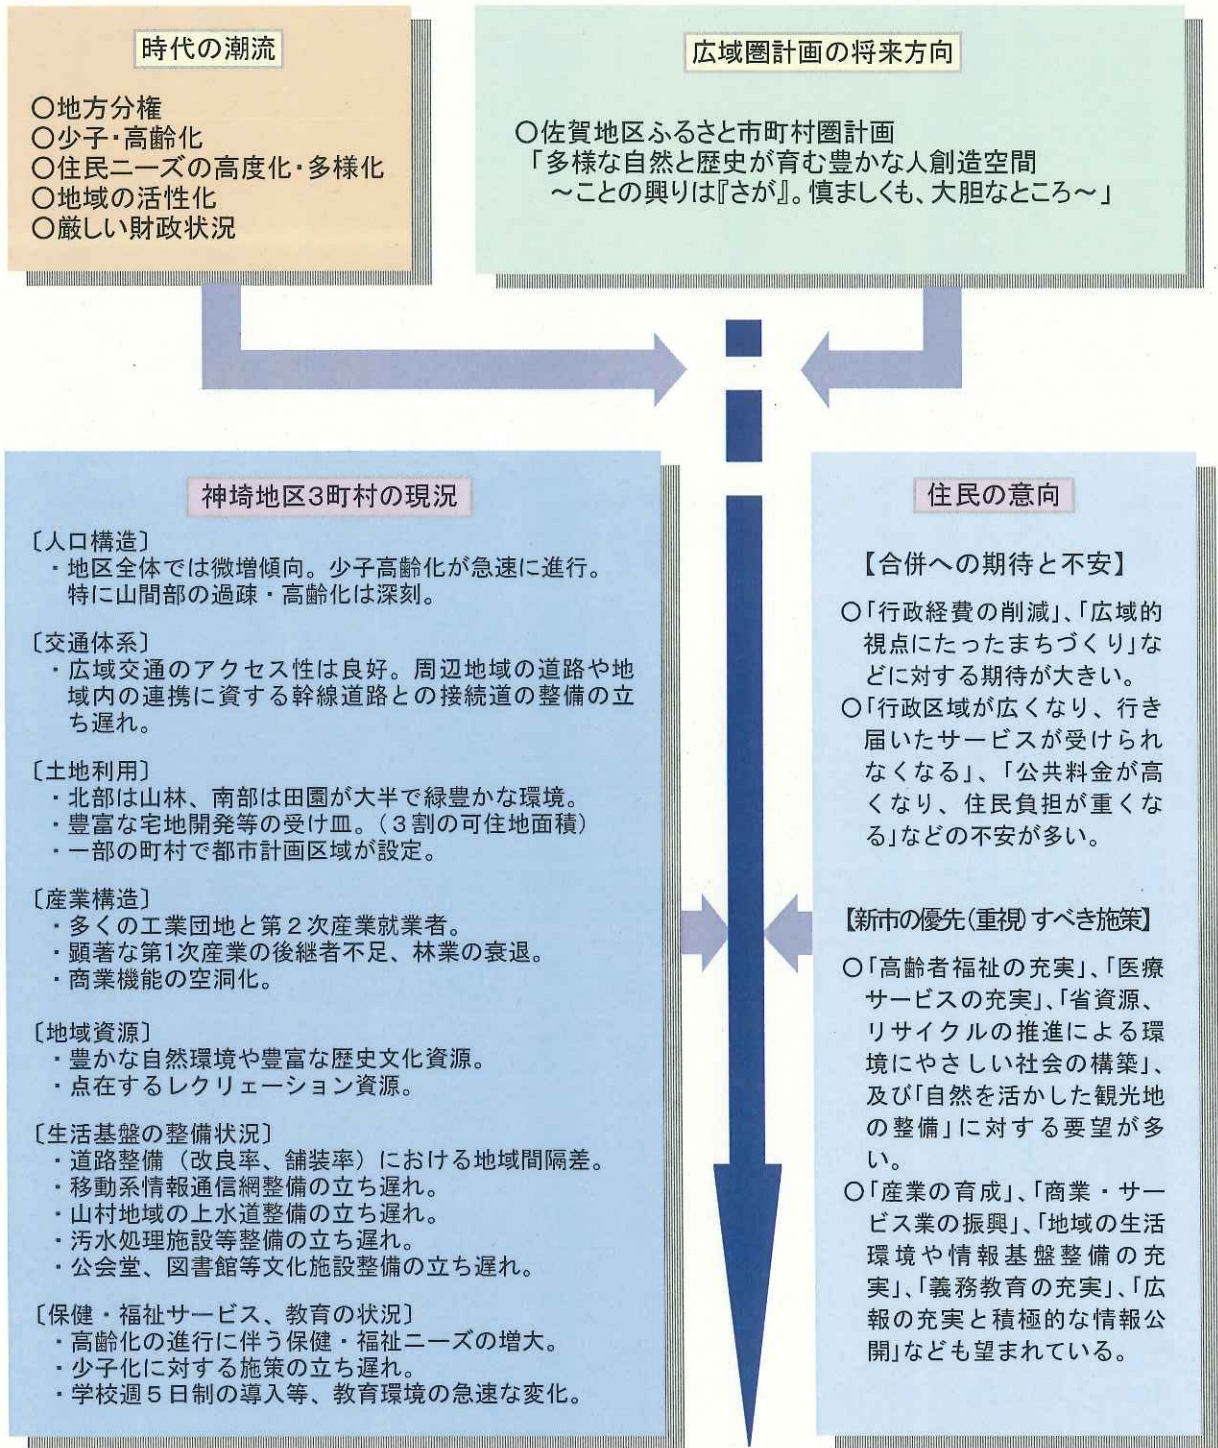 時代の潮流
〇地方分権
〇少子・高齢化
〇住民ニーズの高度化・多様化
〇地域の活性化
〇厳しい財政状況
広域圏計画の将来方向
〇佐賀地区ふるさと市町村圏計画
「多様な自然と歴史が育む豊かな人創造空間
～ことの興りは『さが』。慎ましくも、大胆なところ～」
神埼地区3町村の現況
〔人口構造〕
・地区全体では微増傾向。少子高齢化が急速に進行。
特に山間部の過疎・高齢化は深刻。
〔交通体系〕
・広域交通のアクセス性は良好。周辺地域の道路や地
域内の連携に資する幹線道路との接続道の整備の立
ち遅れ。
〔土地利用〕
・北部は山林、南部は田園が大半で緑豊かな環境。
・豊富な宅地開発等の受け皿。(３割の可住地面積)
・一部の町村で都市計画区域が設定。
〔産業構造〕
・多くの工業団地と第２次産業就業者。
・顕著な第1次産業の後継者不足、林業の衰退。
・商業機能の空洞化。
〔地域資源〕
・豊かな自然環境や豊富な歴史文化資源。
・点在するレクリェーション資源。
〔生活基盤の整備状況〕
・道路整備（改良率、舗装率）における地域間隔差。
・移動系情報通信網整備の立ち遅れ。
・山村地域の上水道整備の立ち遅れ。
・汚水処理施設等整備の立ち遅れ。
・公会堂、図書館等文化施設整備の立ち遅れ。
〔保健・福祉サービス、教育の状況〕
・高齢化の進行に伴う保健・福祉ニーズの増大。
・少子化に対する施策の立ち遅れ。
・学校週５日制の導入等、教育環境の急速な変化。
住民の意向
【合併への期待と不安】
〇「行政経費の削減」、「広域的
視点にたったまちづくり」な
どに対する期待が大きい。
〇「行政区域が広くなり、行き
届いたサービスが受けられ
なくなる」、「公共料金が高
くなり、住民負担が重くな
る」などの不安が多い。
【新市の優先(重視)すべき施策】
〇「高齢者福祉の充実」、「医療
サービスの充実」、「省資源、
リサイクルの推進による環
境にやさしい社会の構築」、
及び「自然を活かした観光地
の整備」に対する要望が多
い。
〇「産業の育成」、「商業・サー
ビス業の振興」、「地域の生活
環境や情報基盤整備の充
実」、「義務教育の充実」、「広
報の充実と積極的な情報公
開」なども望まれている。